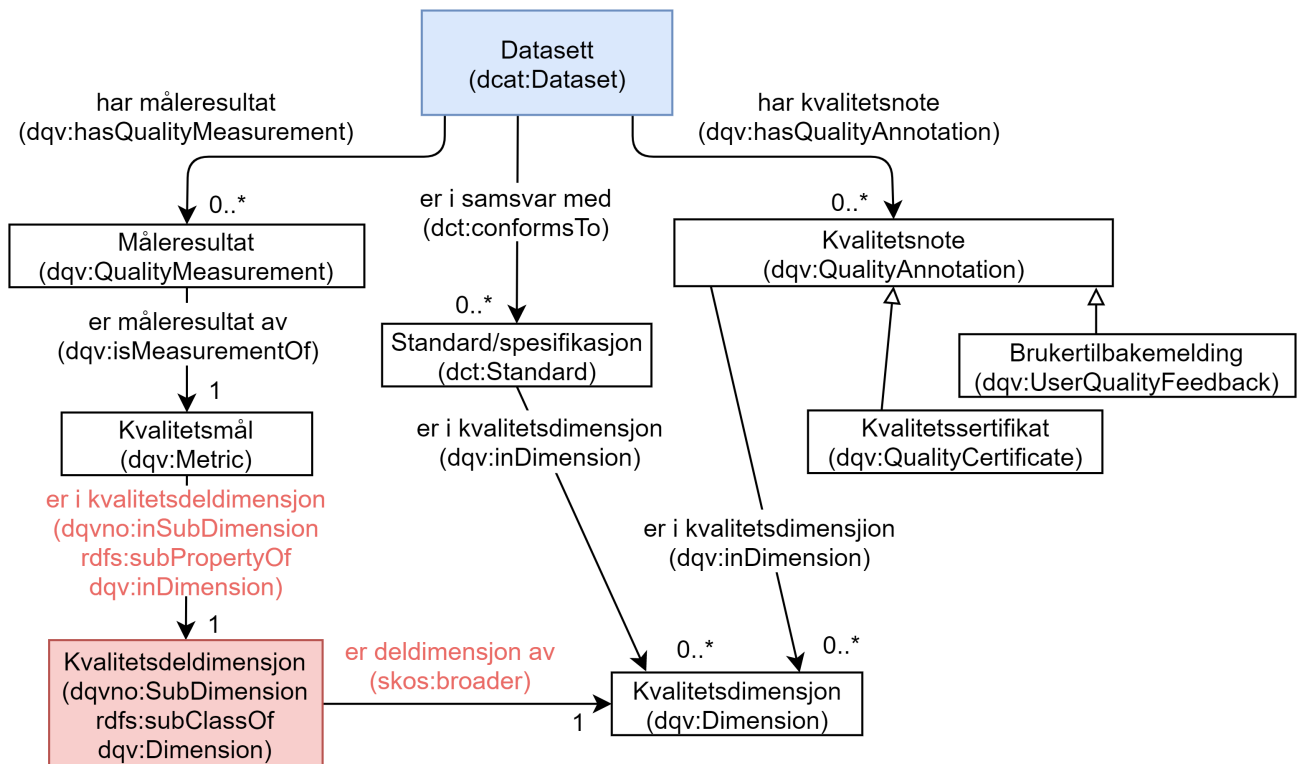 Datasett
(dcat:Dataset)
har måleresultat
(dqv:hasQualityMeasurement)
har kvalitetsnote
(dqv:hasQualityAnnotation)
er i samsvar med
(dct:conformsTo)
0..*
0..*
Måleresultat
(dqv:QualityMeasurement)
Kvalitetsnote
(dqv:QualityAnnotation)
er måleresultat av
(dqv:isMeasurementOf)
0..*
Standard/spesifikasjon
(dct:Standard)
Brukertilbakemelding
(dqv:UserQualityFeedback)
1
Kvalitetsmål
(dqv:Metric)
er i kvalitetsdimensjon
(dqv:inDimension)
Kvalitetssertifikat
(dqv:QualityCertificate)
er i kvalitetsdeldimensjon
(dqvno:inSubDimension
rdfs:subPropertyOf
dqv:inDimension)
er i kvalitetsdimensjion
(dqv:inDimension)
1
Kvalitetsdeldimensjon
(dqvno:SubDimension
rdfs:subClassOf
dqv:Dimension)
er deldimensjon av
(skos:broader)
1
0..*
0..*
Kvalitetsdimensjon
(dqv:Dimension)